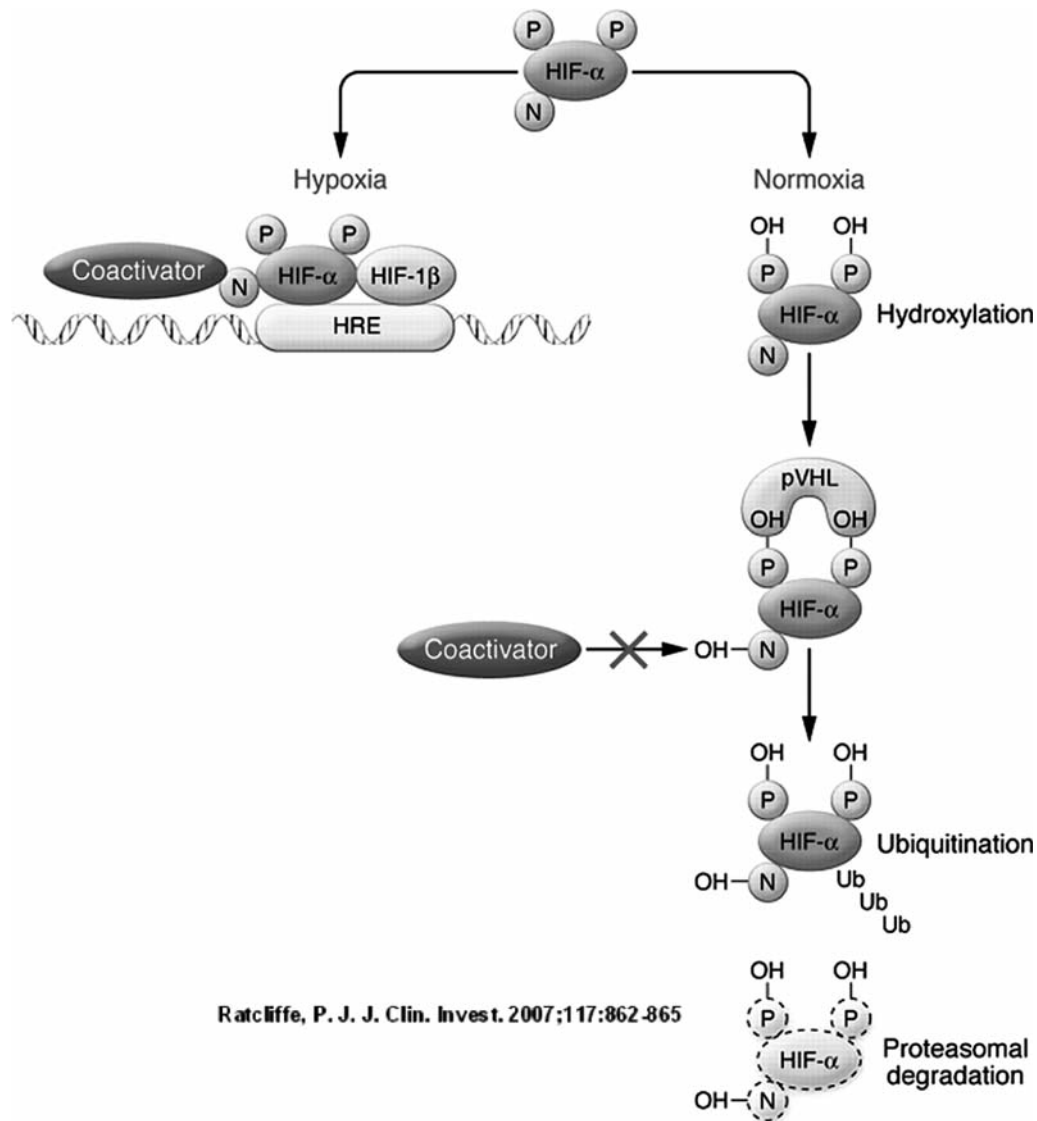 P P
HIF-α
N
Hypoxia
Normoxia
P P
Coactivator N HIF-α HIF-1β
HRE
OH OH
P P
HIF-α Hydroxylation
N
pVHL
OH OH
P P
HIF-α
Coactivator OH N
OH OH
P P
HIF-α Ubiquitination
OH N Ub
Ub
Ub
OH OH
Ratcliffe, P. J. J. Clin. Invest. 2007;117:862-865
P P
HIF-α Proteasomal
degradation
OH N